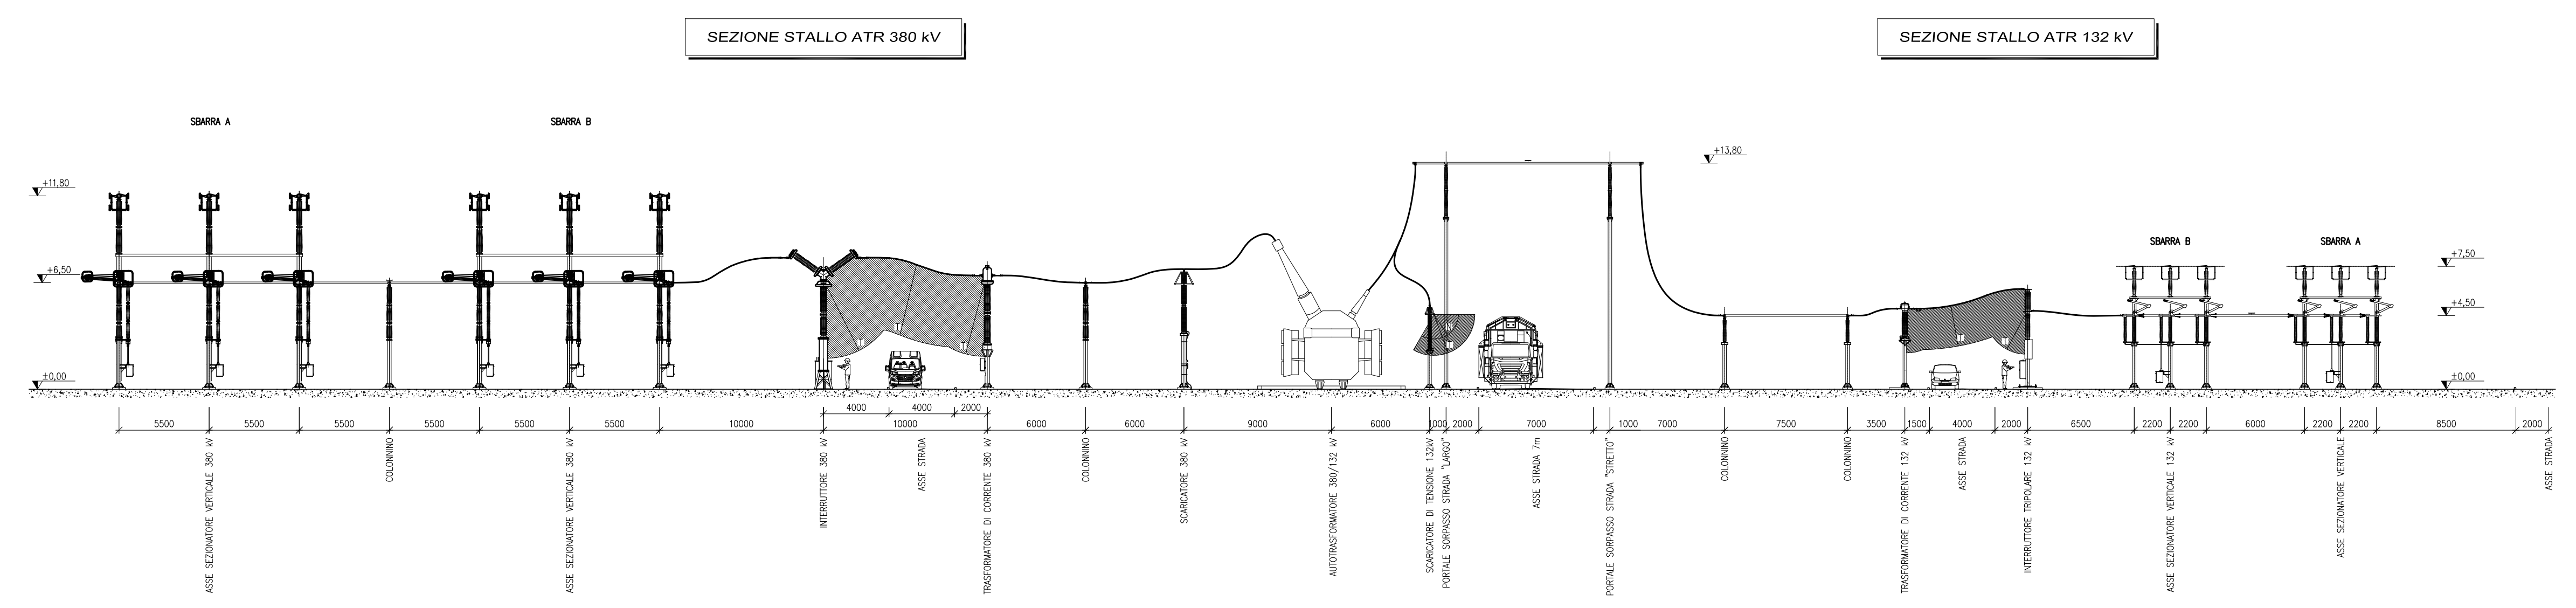 SEZIONE STALLO ATR 380 kV
SEZIONE STALLO ATR 132 kV
SBARRA A
SBARRA B
+13,80
+11,80
SBARRA B
SBARRA A
+6,50
+7,50
+4,50
±0,00
±0,00
4000 4000 2000
5500 5500 5500 5500 5500 5500 10000 10000 6000 6000 9000 6000 1000 2000 7000 1000 7000 7500 3500 1500 4000 2000 6500 2200 2200 6000 2200 2200 8500 2000
ASSE SEZIONATORE VERTICALE 380 kV
COLONNINO
ASSE SEZIONATORE VERTICALE 380 kV
INTERRUTTORE 380 kV
ASSE STRADA
TRASFORMATORE DI CORRENTE 380 kV
COLONNINO
SCARICATORE 380 kV
AUTOTRASFORMATORE 380/132 kV
SCARICATORE DI TENSIONE 132kV
PORTALE SORPASSO STRADA "LARGO"
ASSE STRADA 7m
PORTALE SORPASSO STRADA "STRETTO"
COLONNINO
COLONNINO
TRASFORMATORE DI CORRENTE 132 kV
ASSE STRADA
INTERRUTTORE TRIPOLARE 132 kV
ASSE SEZIONATORE VERTICALE 132 kV
ASSE SEZIONATORE VERTICALE
ASSE STRADA